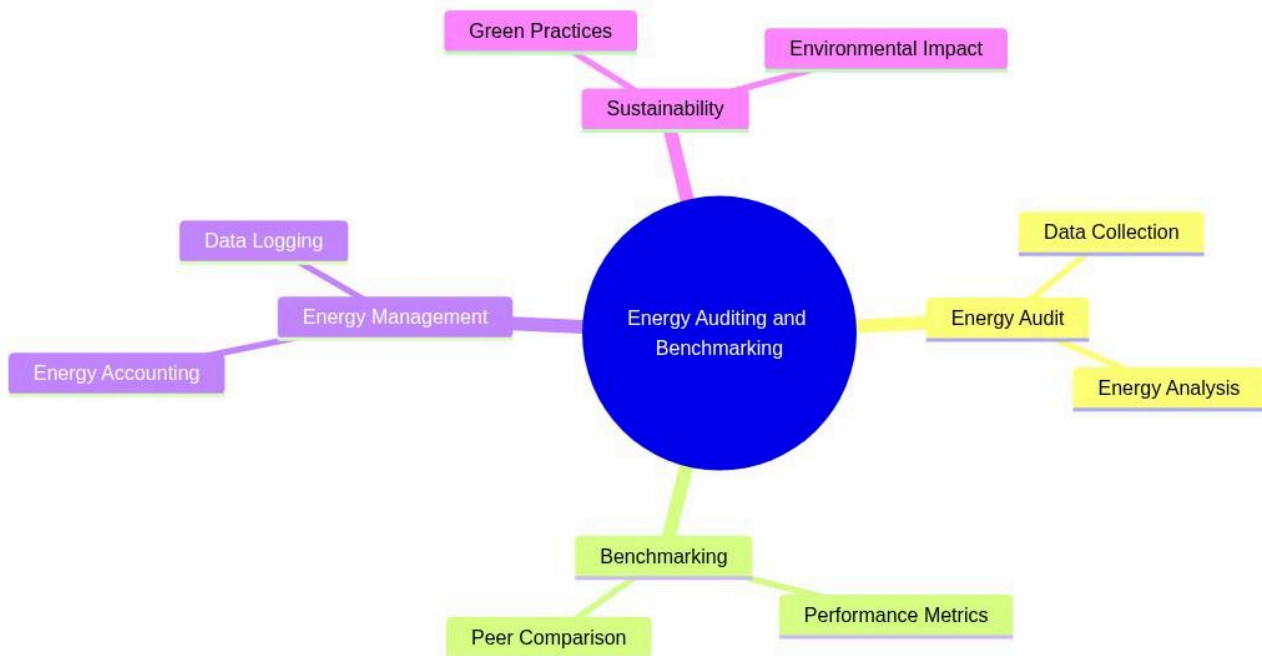 Green Practices
Environmental Impact
Sustainability
Data Logging
Data Collection
Energy Management
Energy Auditing and
Benchmarking
Energy Audit
Energy Accounting
Energy Analysis
Benchmarking
Performance Metrics
Peer Comparison